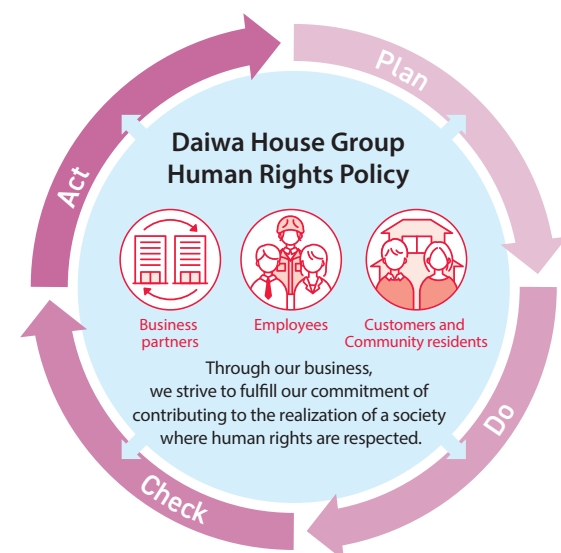 Plan
Act
Daiwa House Group
Human Rights Policy
Business
partners
Employees
Customers and
Community residents
Through our business,
we strive to fulfill our commitment of
contributing to the realization of a society
where human rights are respected.
Do
Check